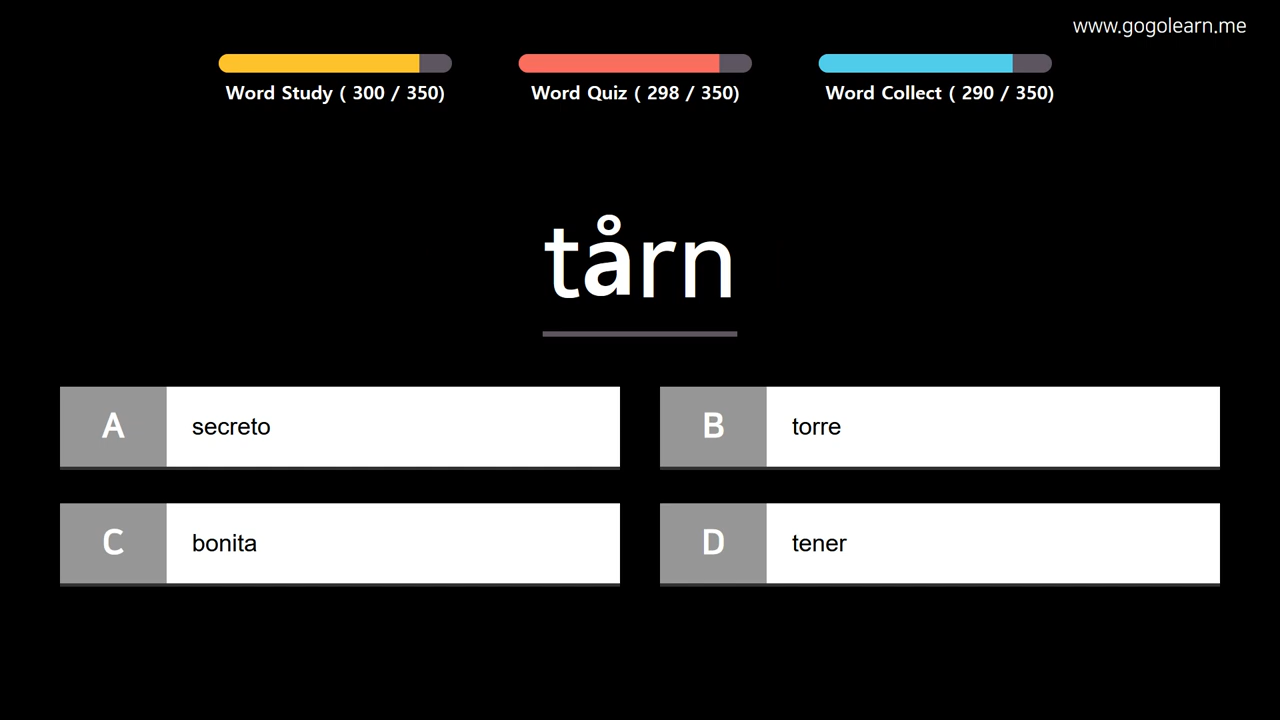 www.gogolearn.me
Word Study ( 300 / 350)
Word Quiz ( 298 / 350)
Word Collect ( 290 / 350)
tårn
A
secreto
B
torre
C
bonita
D
tener